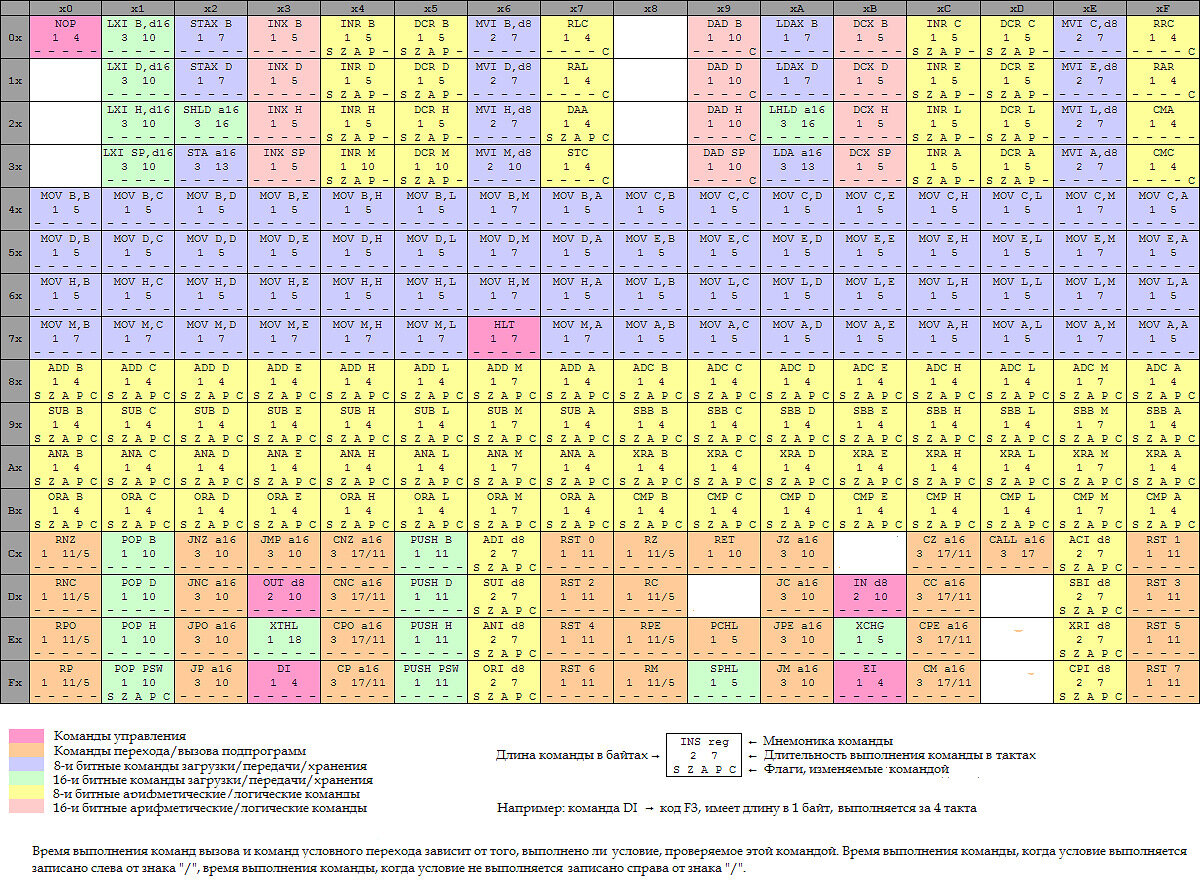 x0 x1 x2 x3 x4 x5 x6 x7 x8 x9 xA xB xC xD xE xF
NOP LXI B,d16 STAX B INX B INR B DCR B MVI B,d8 RLC DAD B LDAX B DCX B INR C DCR C MVI C,d8 RRC
0x 1 4 3 10 1 7 1 5 1 5 1 5 2 7 1 4 1 10 1 7 1 5 1 5 1 5 2 7 1 4
- - - - - - - - - - - - - - - - - - - - S Z A P - S Z A P - - - - - - - - - - C - - - - C - - - - - - - - - - S Z A P - S Z A P - - - - - - - - - - C
LXI D,d16 STAX D INX D INR D DCR D MVI D,d8 RAL DAD D LDAX D DCX D INR E DCR E MVI E,d8 RAR
1x 3 10 1 7 1 5 1 5 1 5 2 7 1 4 1 10 1 7 1 5 1 5 1 5 2 7 1 4
- - - - - - - - - - - - - - - S Z A P - S Z A P - - - - - - - - - - C - - - - C - - - - - - - - - - S Z A P - S Z A P - - - - - - - - - - C
LXI H,d16 SHLD a16 INX H INR H DCR H MVI H,d8 DAA DAD H LHLD a16 DCX H INR L DCR L MVI L,d8 CMA
2x 3 10 3 16 1 5 1 5 1 5 2 7 1 4 1 10 3 16 1 5 1 5 1 5 2 7 1 4
- - - - - - - - - - - - - - - S Z A P - S Z A P - - - - - - S Z A P C - - - - C - - - - - - - - - - S Z A P - S Z A P - - - - - - - - - - -
LXI SP,d16 STA a16 INX SP INR M DCR M MVI M,d8 STC DAD SP LDA a16 DCX SP INR A DCR A MVI A,d8 CMC
3x 3 10 3 13 1 5 1 10 1 10 2 10 1 4 1 10 3 13 1 5 1 5 1 5 2 7 1 4
- - - - - - - - - - - - - - - S Z A P - S Z A P - - - - - - - - - - C - - - - C - - - - - - - - - - S Z A P - S Z A P - - - - - - - - - - C
MOV B,B MOV B,C MOV B,D MOV B,E MOV B,H MOV B,L MOV B,M MOV B,A MOV C,B MOV C,C MOV C,D MOV C,E MOV C,H MOV C,L MOV C,M MOV C,A
4x 1 5 1 5 1 5 1 5 1 5 1 5 1 7 1 5 1 5 1 5 1 5 1 5 1 5 1 5 1 7 1 5
- - - - - - - - - - - - - - - - - - - - - - - - - - - - - - - - - - - - - - - - - - - - - - - - - - - - - - - - - - - - - - - - - - - - - - - - - - - - - - - -
MOV D,B MOV D,C MOV D,D MOV D,E MOV D,H MOV D,L MOV D,M MOV D,A MOV E,B MOV E,C MOV E,D MOV E,E MOV E,H MOV E,L MOV E,M MOV E,A
5x 1 5 1 5 1 5 1 5 1 5 1 5 1 7 1 5 1 5 1 5 1 5 1 5 1 5 1 5 1 7 1 5
- - - - - - - - - - - - - - - - - - - - - - - - - - - - - - - - - - - - - - - - - - - - - - - - - - - - - - - - - - - - - - - - - - - - - - - - - - - - - - - -
MOV H,B MOV H,C MOV H,D MOV H,E MOV H,H MOV H,L MOV H,M MOV H,A MOV L,B MOV L,C MOV L,D MOV L,E MOV L,H MOV L,L MOV L,M MOV L,A
6x 1 5 1 5 1 5 1 5 1 5 1 5 1 7 1 5 1 5 1 5 1 5 1 5 1 5 1 5 1 7 1 5
- - - - - - - - - - - - - - - - - - - - - - - - - - - - - - - - - - - - - - - - - - - - - - - - - - - - - - - - - - - - - - - - - - - - - - - - - - - - - - - -
MOV M,B MOV M,C MOV M,D MOV M,E MOV M,H MOV M,L HLT MOV M,A MOV A,B MOV A,C MOV A,D MOV A,E MOV A,H MOV A,L MOV A,M MOV A,A
7x 1 7 1 7 1 7 1 7 1 7 1 7 1 7 1 7 1 5 1 5 1 5 1 5 1 5 1 5 1 7 1 5
- - - - - - - - - - - - - - - - - - - - - - - - - - - - - - - - - - - - - - - - - - - - - - - - - - - - - - - - - - - - - - - - - - - - - - - - - - - - - - - -
ADD B ADD C ADD D ADD E ADD H ADD L ADD M ADD A ADC B ADC C ADC D ADC E ADC H ADC L ADC M ADC A
8x 1 4 1 4 1 4 1 4 1 4 1 4 1 7 1 4 1 4 1 4 1 4 1 4 1 4 1 4 1 7 1 4
S Z A P C S Z A P C S Z A P C S Z A P C S Z A P C S Z A P C S Z A P C S Z A P C S Z A P C S Z A P C S Z A P C S Z A P C S Z A P C S Z A P C S Z A P C S Z A P C
SUB B SUB C SUB D SUB E SUB H SUB L SUB M SUB A SBB B SBB C SBB D SBB E SBB H SBB L SBB M SBB A
9x 1 4 1 4 1 4 1 4 1 4 1 4 1 7 1 4 1 4 1 4 1 4 1 4 1 4 1 4 1 7 1 4
S Z A P C S Z A P C S Z A P C S Z A P C S Z A P C S Z A P C S Z A P C S Z A P C S Z A P C S Z A P C S Z A P C S Z A P C S Z A P C S Z A P C S Z A P C S Z A P C
ANA B ANA C ANA D ANA E ANA H ANA L ANA M ANA A XRA B XRA C XRA D XRA E XRA H XRA L XRA M XRA A
Ax 1 4 1 4 1 4 1 4 1 4 1 4 1 7 1 4 1 4 1 4 1 4 1 4 1 4 1 4 1 7 1 4
S Z A P C S Z A P C S Z A P C S Z A P C S Z A P C S Z A P C S Z A P C S Z A P C S Z A P C S Z A P C S Z A P C S Z A P C S Z A P C S Z A P C S Z A P C S Z A P C
ORA B ORA C ORA D ORA E ORA H ORA L ORA M ORA A CMP B CMP C CMP D CMP E CMP H CMP L CMP M CMP A
Bx 1 4 1 4 1 4 1 4 1 4 1 4 1 7 1 4 1 4 1 4 1 4 1 4 1 4 1 4 1 7 1 4
S Z A P C S Z A P C S Z A P C S Z A P C S Z A P C S Z A P C S Z A P C S Z A P C S Z A P C S Z A P C S Z A P C S Z A P C S Z A P C S Z A P C S Z A P C S Z A P C
RNZ POP B JNZ a16 JMP a16 CNZ a16 PUSH B ADI d8 RST 0 RZ RET JZ a16 CZ a16 CALL a16 ACI d8 RST 1
Cx 1 11/5 1 10 3 10 3 10 3 17/11 1 11 2 7 1 11 1 11/5 1 10 3 10 3 17/11 3 17 2 7 1 11
- - - - - - - - - - - - - - - - - - - - - - - - - - - - - - S Z A P C - - - - - - - - - - - - - - - - - - - - - - - - - - - - - - S Z A P C - - - - -
RNC POP D JNC a16 OUT d8 CNC a16 PUSH D SUI d8 RST 2 RC JC a16 IN d8 CC a16 SBI d8 RST 3
Dx 1 11/5 1 10 3 10 2 10 3 17/11 1 11 2 7 1 11 1 11/5 3 10 2 10 3 17/11 2 7 1 11
- - - - - - - - - - - - - - - - - - - - - - - - - - - - - - S Z A P C - - - - - - - - - - - - - - - - - - - - - - - - - S Z A P C - - - - -
RPO POP H JPO a16 XTHL CPO a16 PUSH H ANI d8 RST 4 RPE PCHL JPE a16 XCHG CPE a16 XRI d8 RST 5
Ex 1 11/5 1 10 3 10 1 18 3 17/11 1 11 2 7 1 11 1 11/5 1 5 3 10 1 5 3 17/11 2 7 1 11
- - - - - - - - - - - - - - - - - - - - - - - - - - - - - - S Z A P C - - - - - - - - - - - - - - - - - - - - - - - - - - - - - - S Z A P C - - - - -
RP POP PSW JP a16 DI CP a16 PUSH PSW ORI d8 RST 6 RM SPHL JM a16 EI CM a16 CPI d8 RST 7
Fx 1 11/5 1 10 3 10 1 4 3 17/11 1 11 2 7 1 11 1 11/5 1 5 3 10 1 4 3 17/11 2 7 1 11
- - - - - S Z A P C - - - - - - - - - - - - - - - - - - - - S Z A P C - - - - - - - - - - - - - - - - - - - - - - - - - - - - - - S Z A P C - - - - -
Команды управления
Команды перехода/вызова подпрограмм
8-и битные команды загрузки/передачи/хранения
16-и битные команды загрузки/передачи/хранения
8-и битные арифметические/логические команды
16-и битные арифметические/логические команды
INS reg ← Мнемоника команды
Длина команды в байтах → 2 7 ← Длительность выполнения команды в тактах
S Z A P C ← Флаги, изменяемые командой
Например: команда DI → код F3, имеет длину в 1 байт, выполняется за 4 такта
Время выполнения команд вызова и команд условного перехода зависит от того, выполнено ли условие, проверяемое этой командой. Время выполнения команды, когда условие выполняется
записано слева от знака "/", время выполнения команды, когда условие не выполняется записано справа от знака "/".